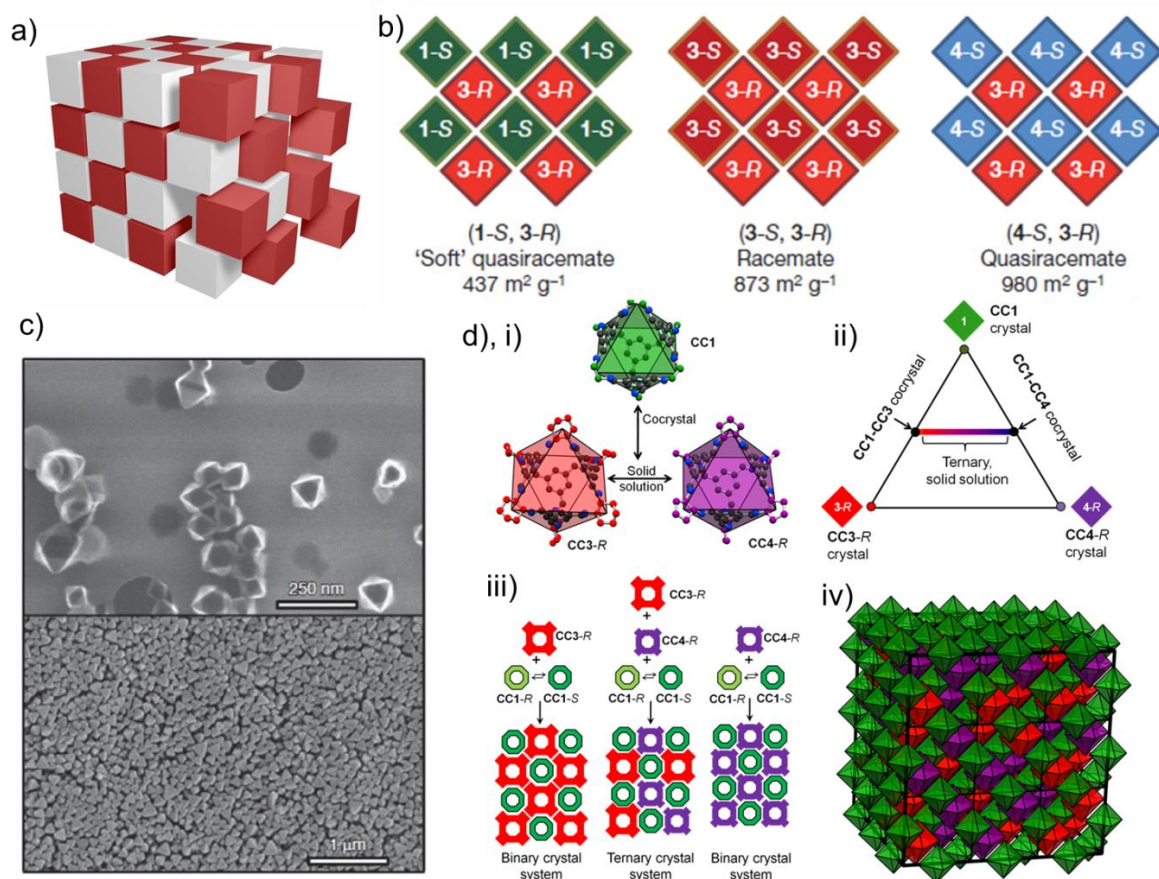 a)
b)
1-S 1-S 1-S
3-R 3-R
1-S 1-S 1-S
3-R 3-R
(1-S, 3-R)
‘Soft’ quasiracemate
437 m² g⁻¹
3-S 3-S 3-S
3-R 3-R
3-S 3-S 3-S
3-R 3-R
(3-S, 3-R)
Racemate
873 m² g⁻¹
4-S 4-S 4-S
3-R 3-R
4-S 4-S 4-S
3-R 3-R
(4-S, 3-R)
Quasiracemate
980 m² g⁻¹
c)
250 nm
1 µm
d), i)
CC1
Cocrystal
Solid
solution
CC3-R
CC4-R
ii)
1
CC1
crystal
CC1-CC3 cocrystal
CC1-CC4 cocrystal
Ternary,
solid solution
3-R
CC3-R
crystal
4-R
CC4-R
crystal
iii)
CC3-R
+
CC1-R CC1-S
Binary crystal
system
CC3-R
+
CC4-R
+
CC1-R CC1-S
Ternary crystal
system
CC4-R
+
CC1-R CC1-S
Binary crystal
system
iv)